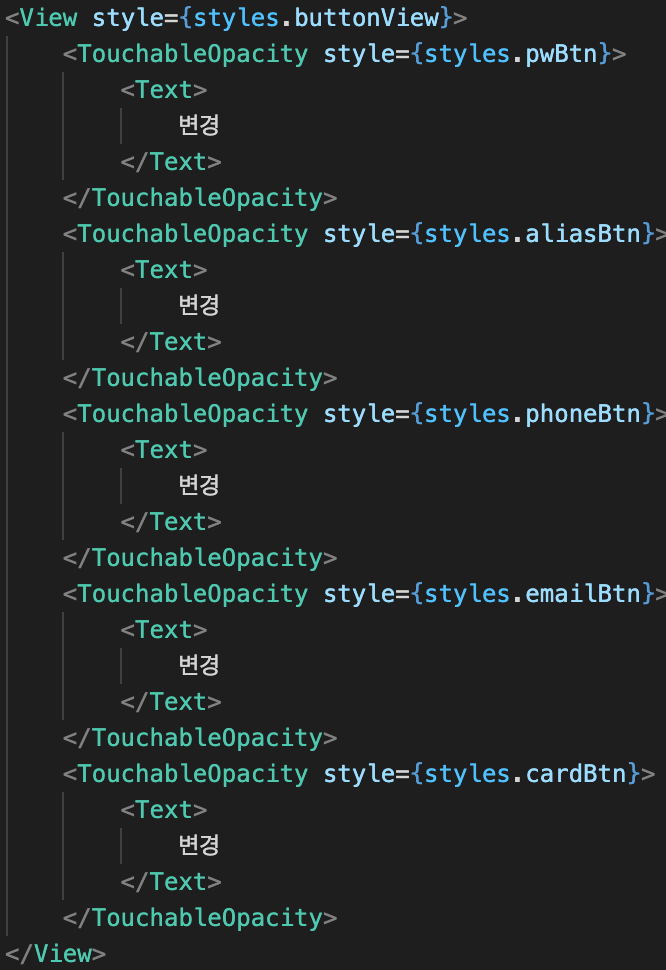 <View style={styles.buttonView}>
<TouchableOpacity style={styles.pwBtn}>
<Text>
변경
</Text>
</TouchableOpacity>
<TouchableOpacity style={styles.aliasBtn}>
<Text>
변경
</Text>
</TouchableOpacity>
<TouchableOpacity style={styles.phoneBtn}>
<Text>
변경
</Text>
</TouchableOpacity>
<TouchableOpacity style={styles.emailBtn}>
<Text>
변경
</Text>
</TouchableOpacity>
<TouchableOpacity style={styles.cardBtn}>
<Text>
변경
</Text>
</TouchableOpacity>
</View>